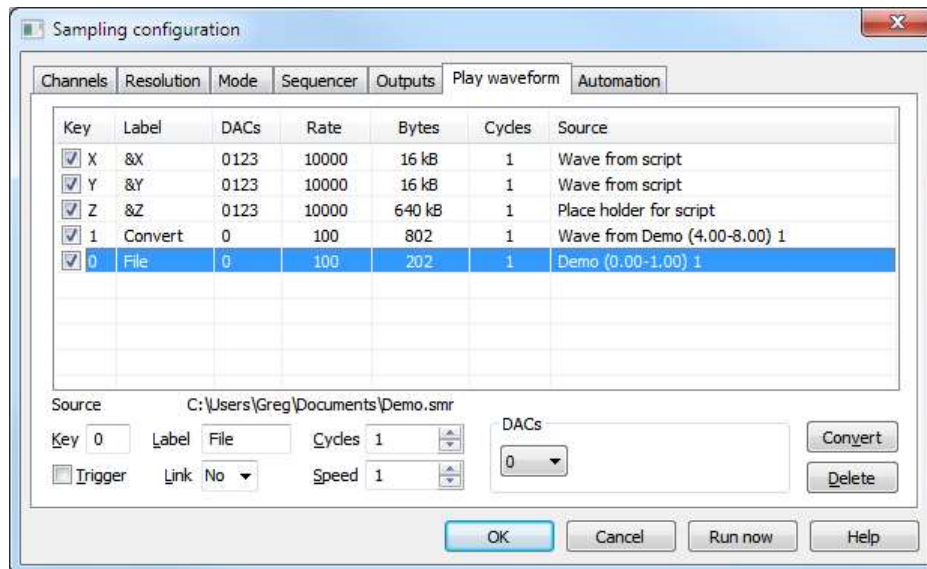 Sampling configuration
Channels Resolution Mode Sequencer Outputs Play waveform Automation
Key Label DACs Rate Bytes Cycles Source
X &X 0123 10000 16 kB 1 Wave from script
Y &Y 0123 10000 16 kB 1 Wave from script
Z &Z 0123 10000 640 kB 1 Place holder for script
1 Convert 0 100 802 1 Wave from Demo (4.00-8.00) 1
0 File 0 100 202 1 Demo (0.00-1.00) 1
Source C:\Users\Greg\Documents\Demo.smr
Key 0 Label File Cycles 1 DACs 0 Convert
Trigger Link No Speed 1 Delete
OK Cancel Run now Help